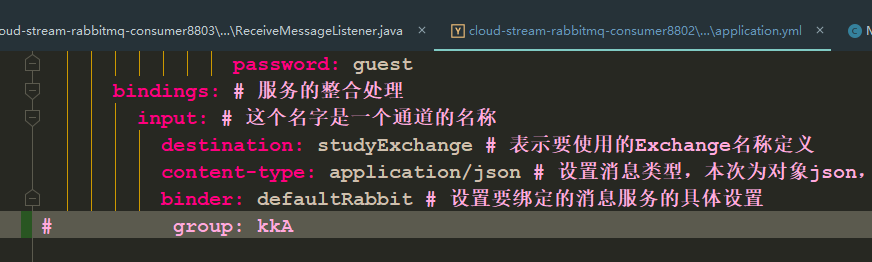 cloud-stream-rabbitmq-consumer8803\...\ReceiveMessageListener.java × cloud-stream-rabbitmq-consumer8802\...\application.yml ×
password: guest
bindings: # 服务的整合处理
input: # 这个名字是一个通道的名称
destination: studyExchange # 表示要使用的Exchange名称定义
content-type: application/json # 设置消息类型，本次为对象json，
binder: defaultRabbit # 设置要绑定的消息服务的具体设置
# group: kkA